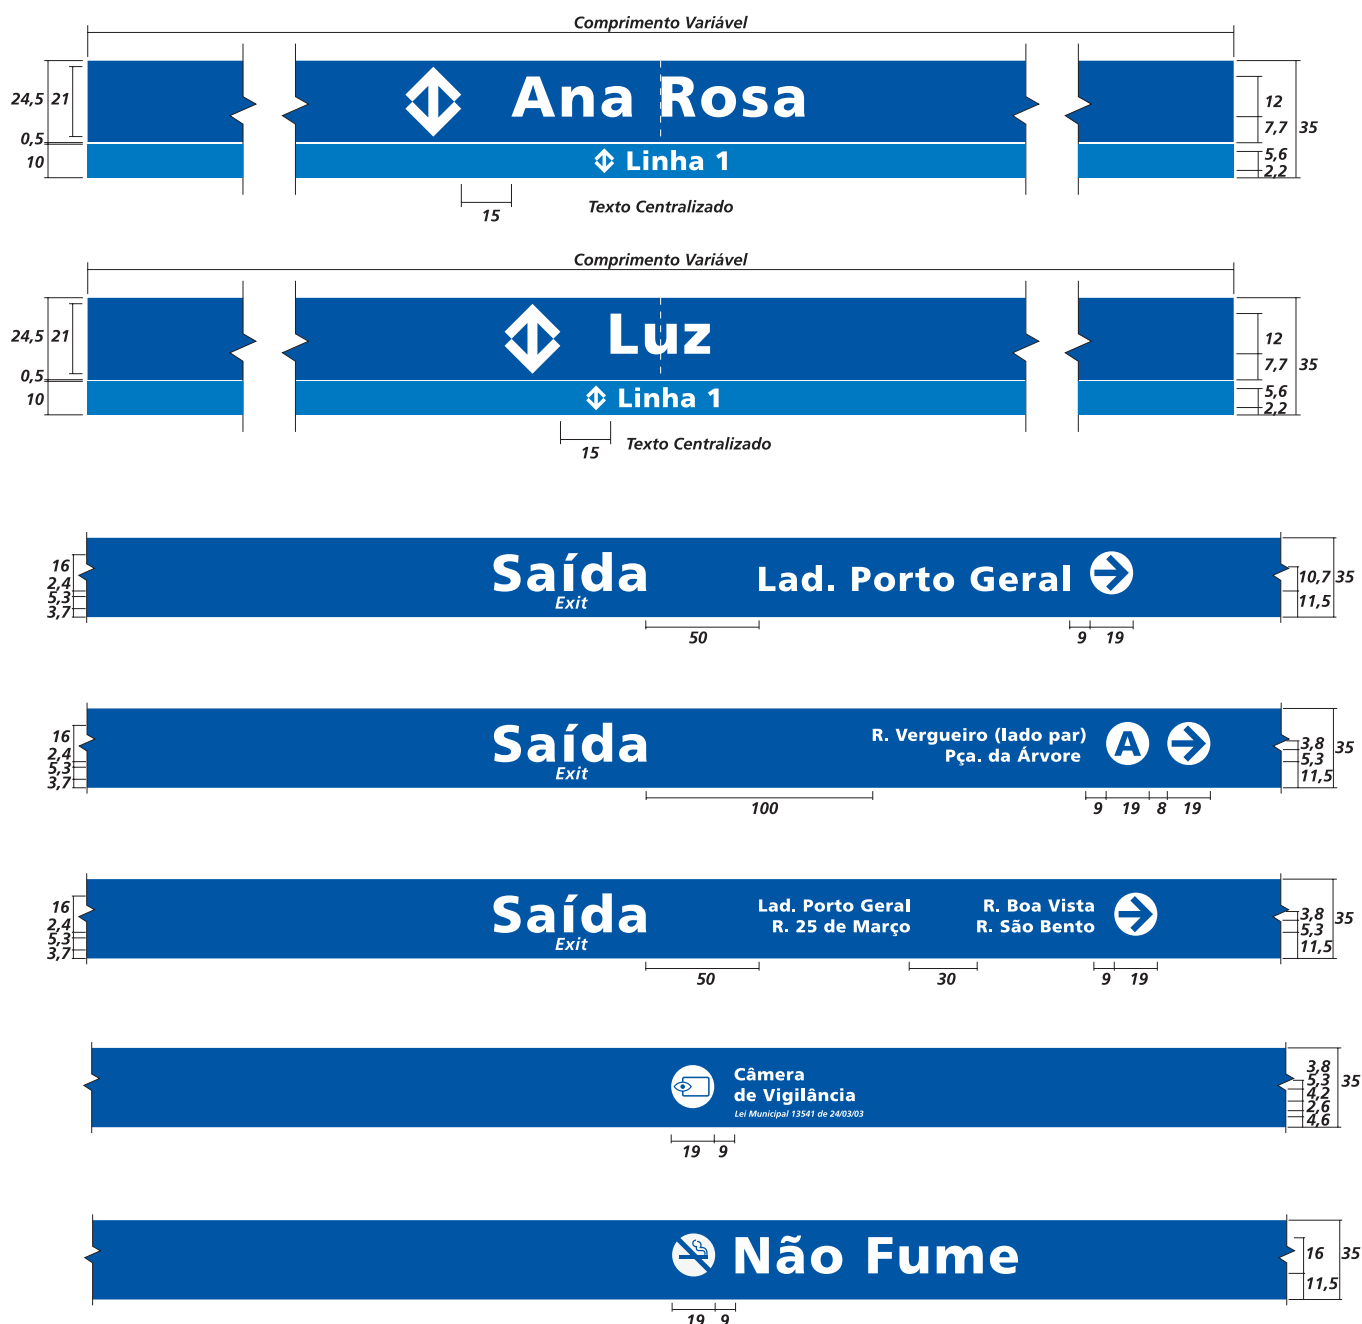 Comprimento Variável
24,5 21
0,5
10
Ana Rosa
Linha 1
12
7,7
5,6
2,2
35
15
Texto Centralizado
Comprimento Variável
24,5 21
0,5
10
Luz
Linha 1
12
7,7
5,6
2,2
35
15
Texto Centralizado
16
2,4
5,3
3,7
Saída
Exit
Lad. Porto Geral
10,7
11,5
35
50
9 19
16
2,4
5,3
3,7
Saída
Exit
R. Vergueiro (lado par)
Pça. da Árvore
A
3,8
5,3
11,5
35
100
9 19 8 19
16
2,4
5,3
3,7
Saída
Exit
Lad. Porto Geral
R. 25 de Março
R. Boa Vista
R. São Bento
3,8
5,3
11,5
35
50
30
9 19
Câmera
de Vigilância
Lei Municipal 13541 de 24/03/03
3,8
5,3
4,2
2,6
4,6
35
19 9
Não Fume
16
11,5
35
19 9